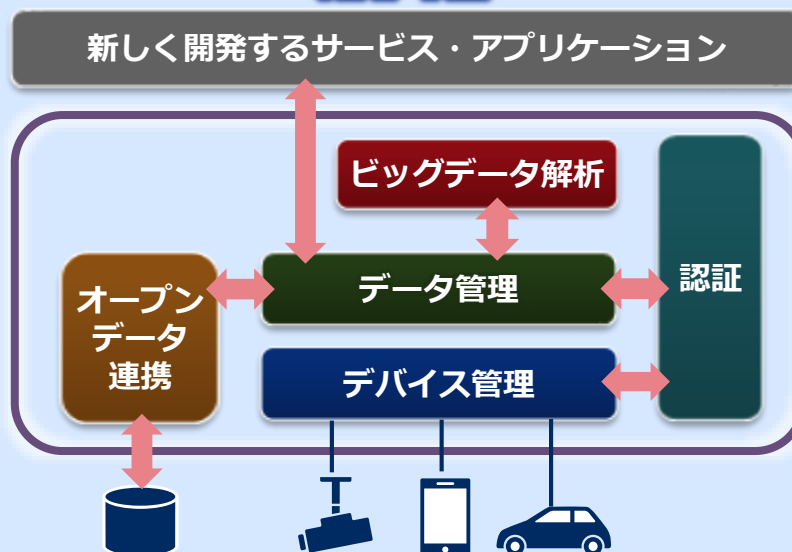 新しく開発するサービス・アプリケーション
ビッグデータ解析
認証
データ管理
オープン
データ
連携
デバイス管理